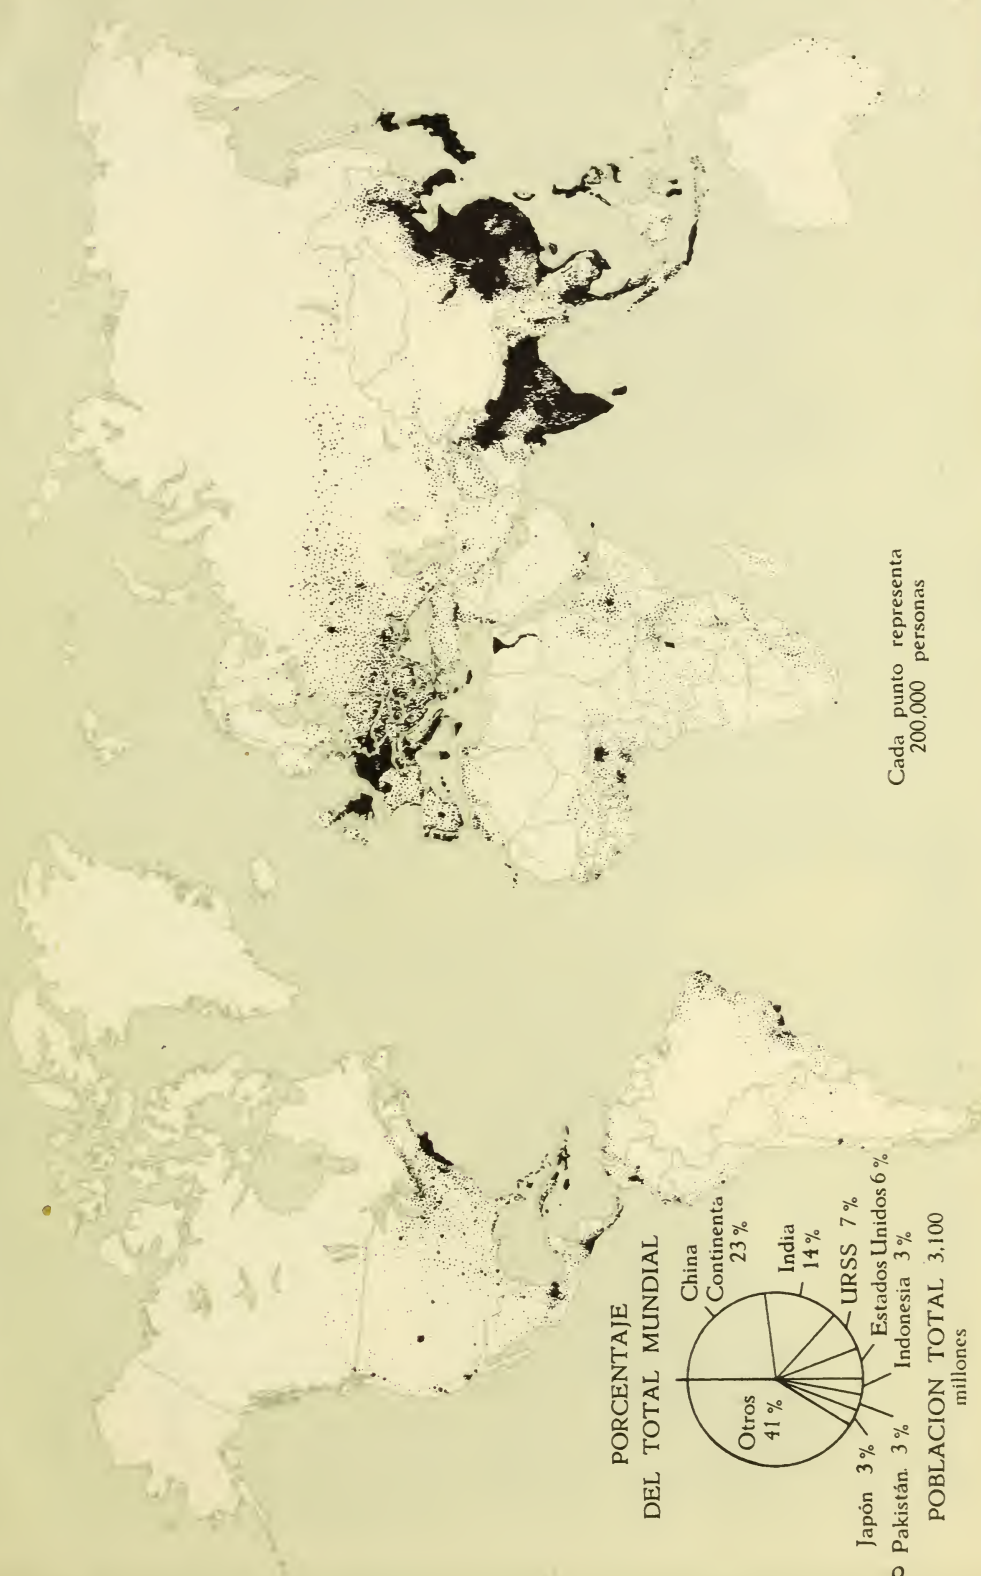 PORCENTAJE
DEL TOTAL MUNDIAL
China
Continenta
23 %
India
14 %
URSS 7 %
Estados Unidos 6 %
Indonesia 3 %
Pakistán. 3 %
Japón 3 %
Otros
41 %
POBLACION TOTAL 3,100
millones
Cada punto representa
200,000 personas